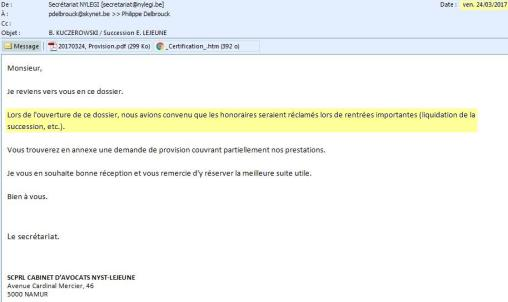 De : Secrétariat NYLEGI [secretariat@nylegi.be] Date : ven. 24/03/2017
À : pdelbrouck@skynet.be >> Philippe Delbrouck
Cc :
Objet : B. KUCZEROWSKI / Succession E. LEJEUNE
Message 20170324, Provision.pdf (299 Ko) _Certification_.htm (392 o)
Monsieur,
Je reviens vers vous en ce dossier.
Lors de l'ouverture de ce dossier, nous avions convenu que les honoraires seraient réclamés lors de rentrées importantes (liquidation de la
succession, etc.).
Vous trouverez en annexe une demande de provision couvrant partiellement nos prestations.
Je vous en souhaite bonne réception et vous remercie d'y réserver la meilleure suite utile.
Bien à vous.
Le secrétariat.
SCPRL CABINET D'AVOCATS NYST-LEJEUNE
Avenue Cardinal Mercier, 46
5000 NAMUR